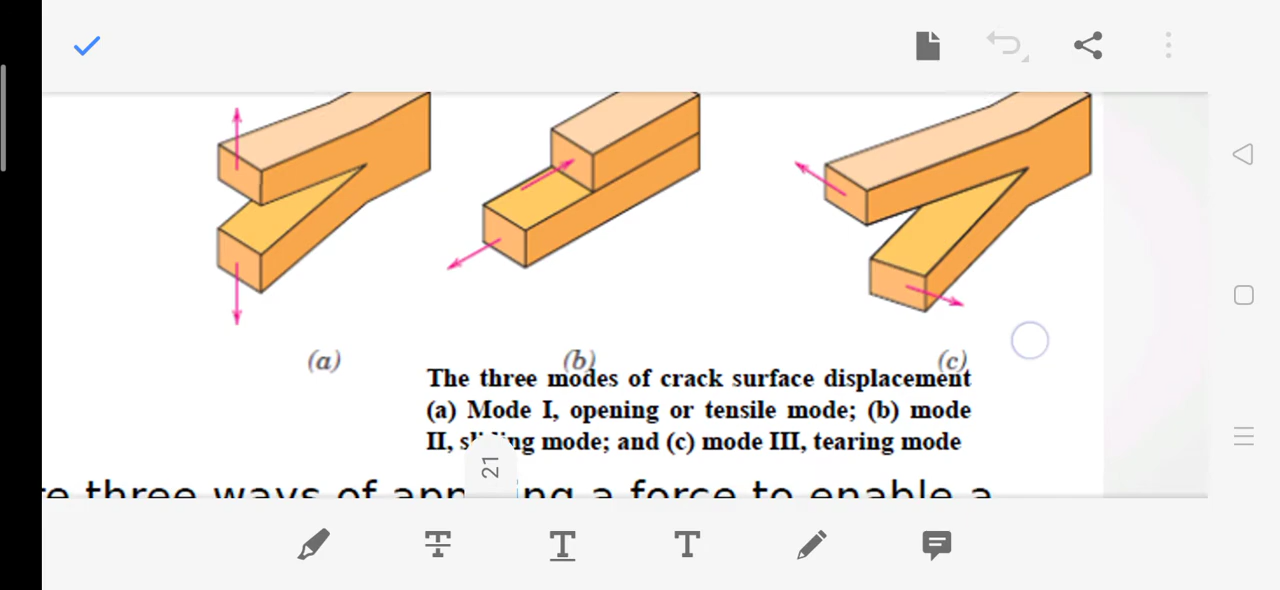 (a) (b) (c)
The three modes of crack surface displacement
(a) Mode I, opening or tensile mode; (b) mode
II, mode; and (c) mode III, tearing mode
21
three ways of a force to enable a
T T T